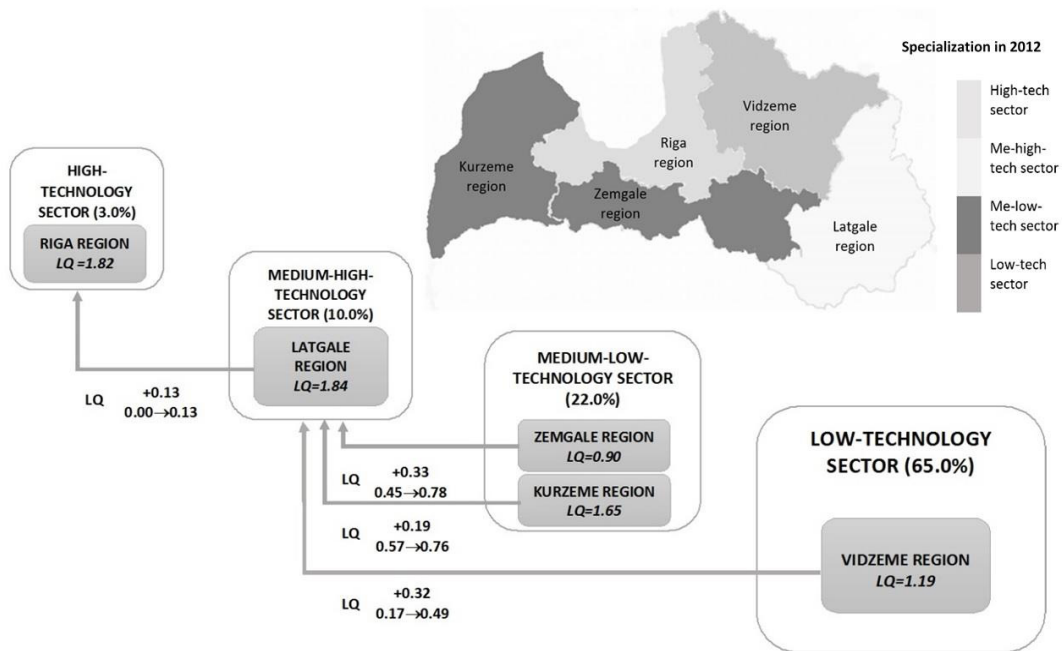 Specialization in 2012
High-tech
sector
Me-high-
tech sector
Me-low-
tech sector
Low-tech
sector
Vidzeme
region
Riga
region
Kurzeme
region
Zemgale
region
Latgale
region
HIGH-
TECHNOLOGY
SECTOR (3.0%)
RIGA REGION
LQ =1.82
MEDIUM-HIGH-
TECHNOLOGY
SECTOR (10.0%)
LATGALE
REGION
LQ=1.84
LQ +0.13
0.00→0.13
MEDIUM-LOW-
TECHNOLOGY SECTOR
(22.0%)
ZEMGALE REGION
LQ=0.90
KURZEME REGION
LQ=1.65
LQ +0.33
0.45→0.78
LQ +0.19
0.57→0.76
LOW-TECHNOLOGY
SECTOR (65.0%)
VIDZEME REGION
LQ=1.19
LQ +0.32
0.17→0.49